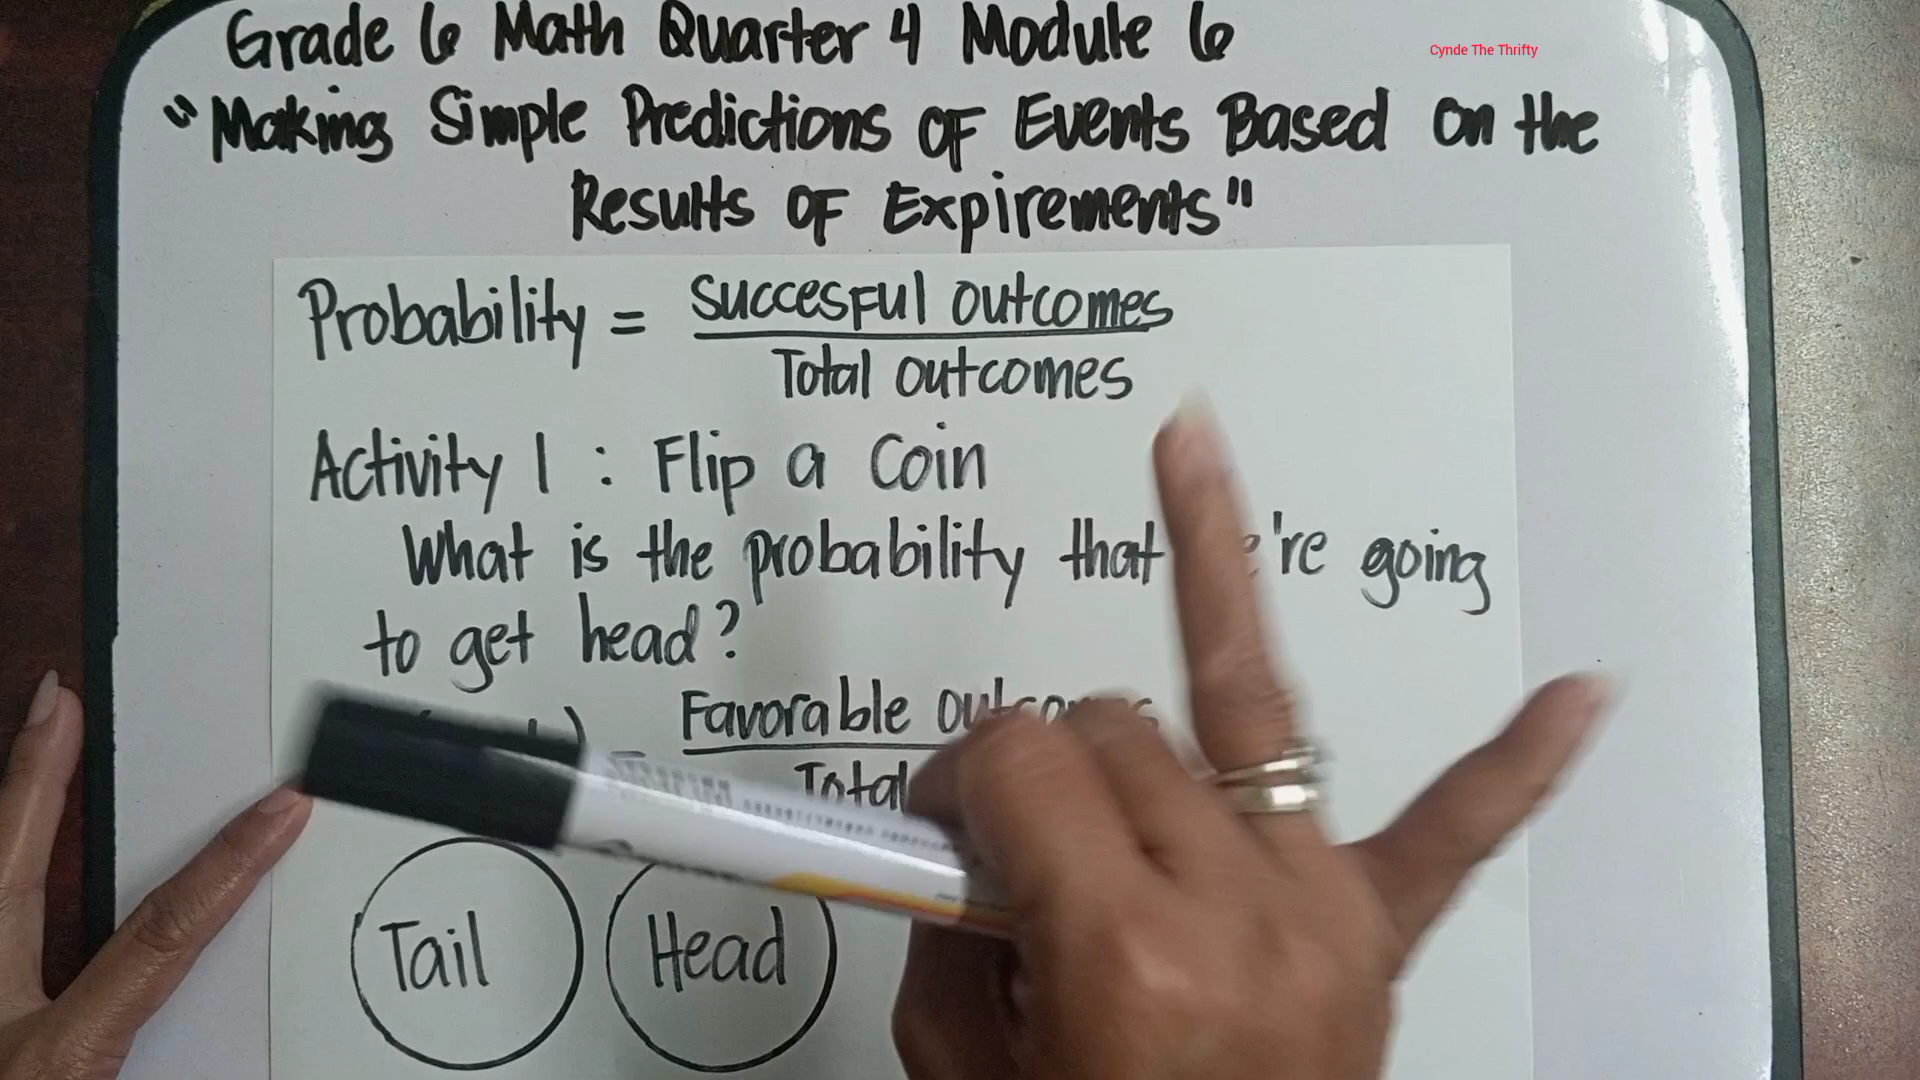 Grade 6 Math Quarter 4 Module 6
Cynde The Thrifty
"Making Simple Predictions OF Events Based on the
Results OF Expirements"
Probability = Succesful outcomes
Total outcomes
Activity 1 : Flip a Coin
What is the probability that 're going
to get head?
Favorable
Total
Tail Head